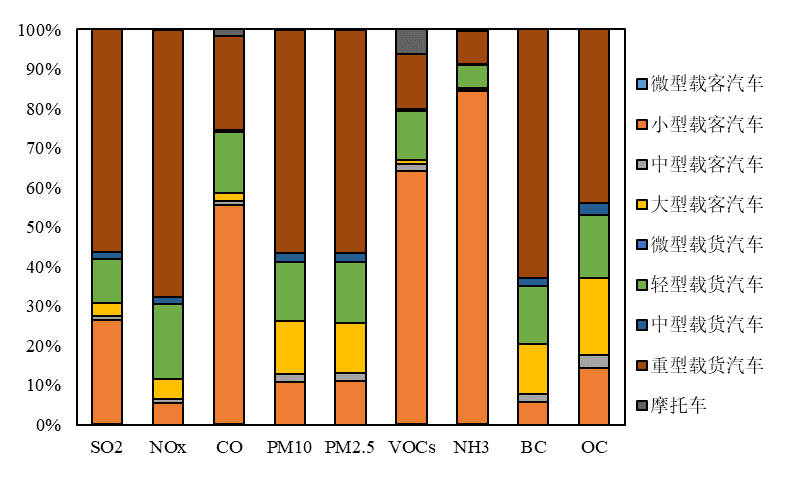 100%
90%
80%
70%
60%
50%
40%
30%
20%
10%
0%
SO2 NOx CO PM10 PM2.5 VOCs NH3 BC OC
微型载客汽车
小型载客汽车
中型载客汽车
大型载客汽车
微型载货汽车
轻型载货汽车
中型载货汽车
重型载货汽车
摩托车